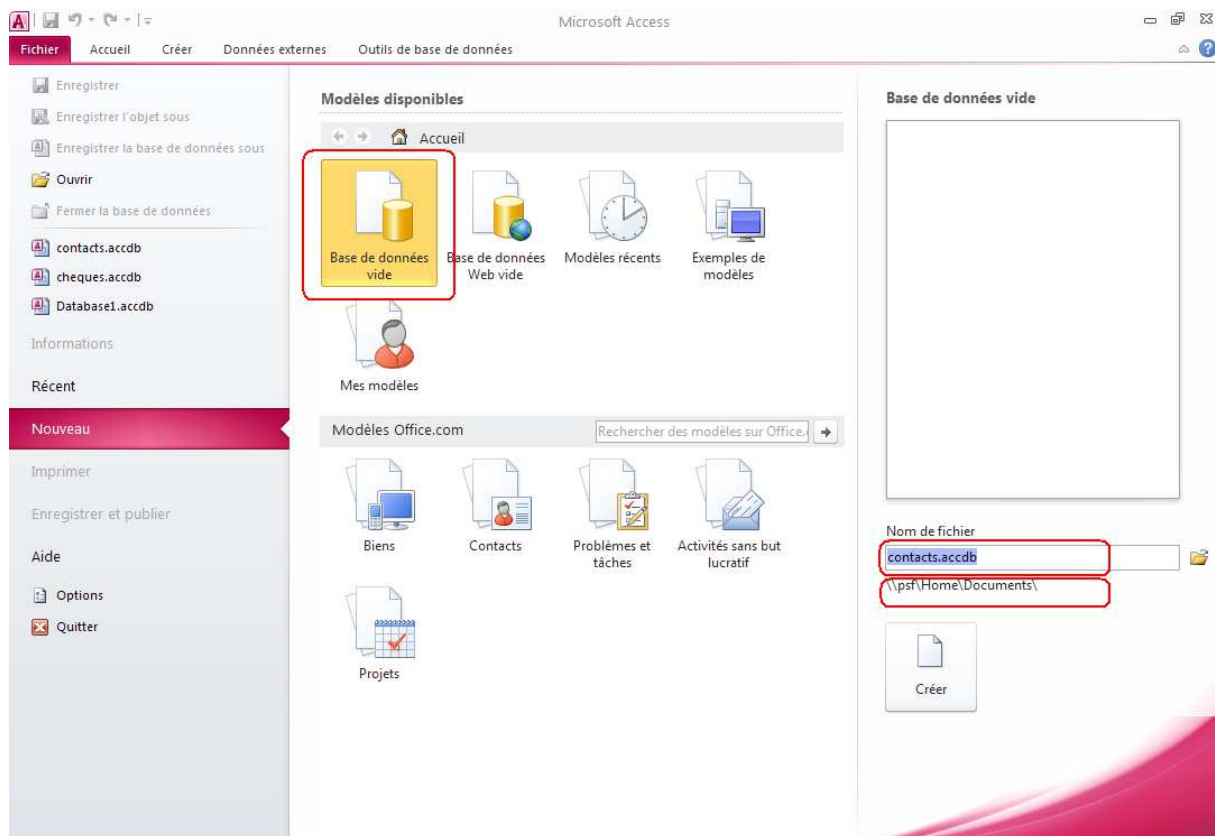 Microsoft Access
Fichier Accueil Créer Données externes Outils de base de données
Enregistrer
Enregistrer l'objet sous
Enregistrer la base de données sous
Ouvrir
Fermer la base de données
contacts.accdb
cheques.accdb
Database1.accdb
Informations
Récent
Nouveau
Imprimer
Enregistrer et publier
Aide
Options
Quitter
Modèles disponibles
Accueil
Base de données
vide
Base de données
Web vide
Modèles récents
Exemples de
modèles
Mes modèles
Modèles Office.com
Rechercher des modèles sur Office.
Biens
Contacts
Problèmes et
tâches
Activités sans but
lucratif
Projets
Base de données vide
Nom de fichier
contacts.accdb
\\psf\Home\Documents\
Créer